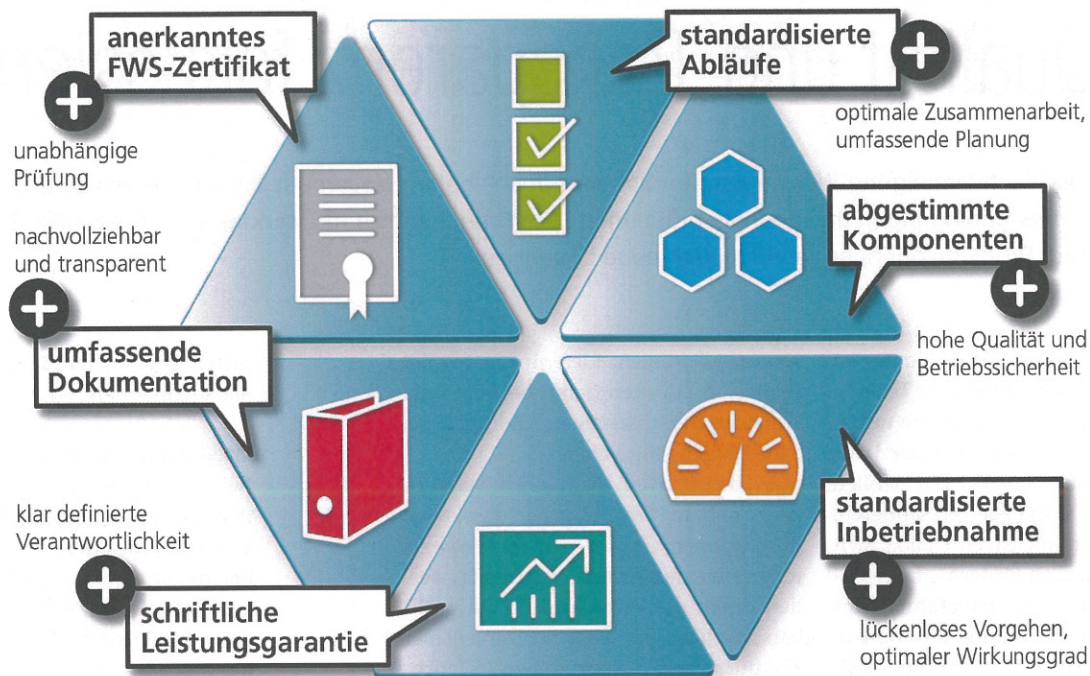 anerkanntes
FWS-Zertifikat
unabhängige
Prüfung
standardisierte
Abläufe
optimale Zusammenarbeit,
umfassende Planung
abgestimmte
Komponenten
hohe Qualität und
Betriebssicherheit
standardisierte
Inbetriebnahme
lückenloses Vorgehen,
optimaler Wirkungsgrad
schriftliche
Leistungsgarantie
klar definierte
Verantwortlichkeit
umfassende
Dokumentation
nachvollziehbar
und transparent